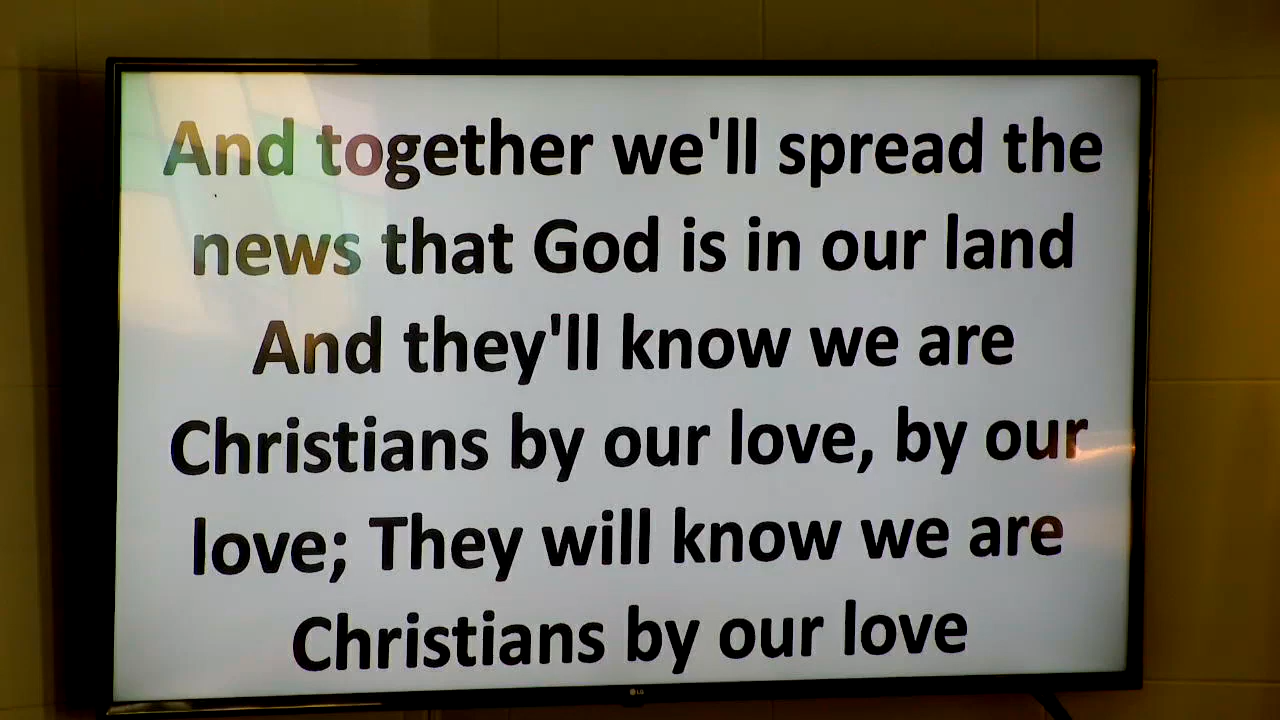 And together we'll spread the
news that God is in our land
And they'll know we are
Christians by our love, by our
love; They will know we are
Christians by our love
LG